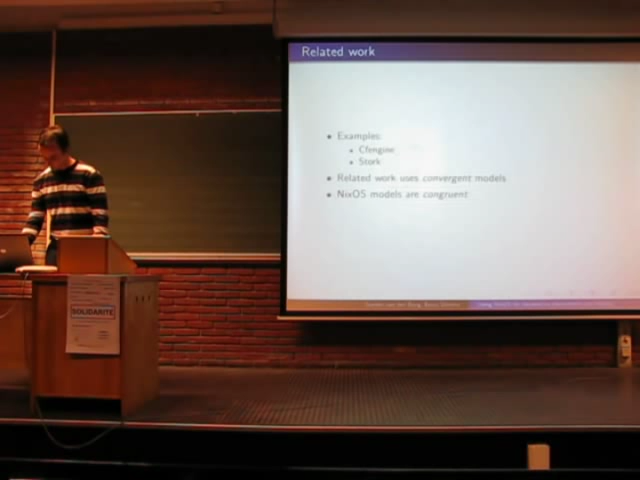 Related work
Examples:
Cfengine
Stork
Related work uses convergent models
NixOS models are congruent
SOLIDARITE